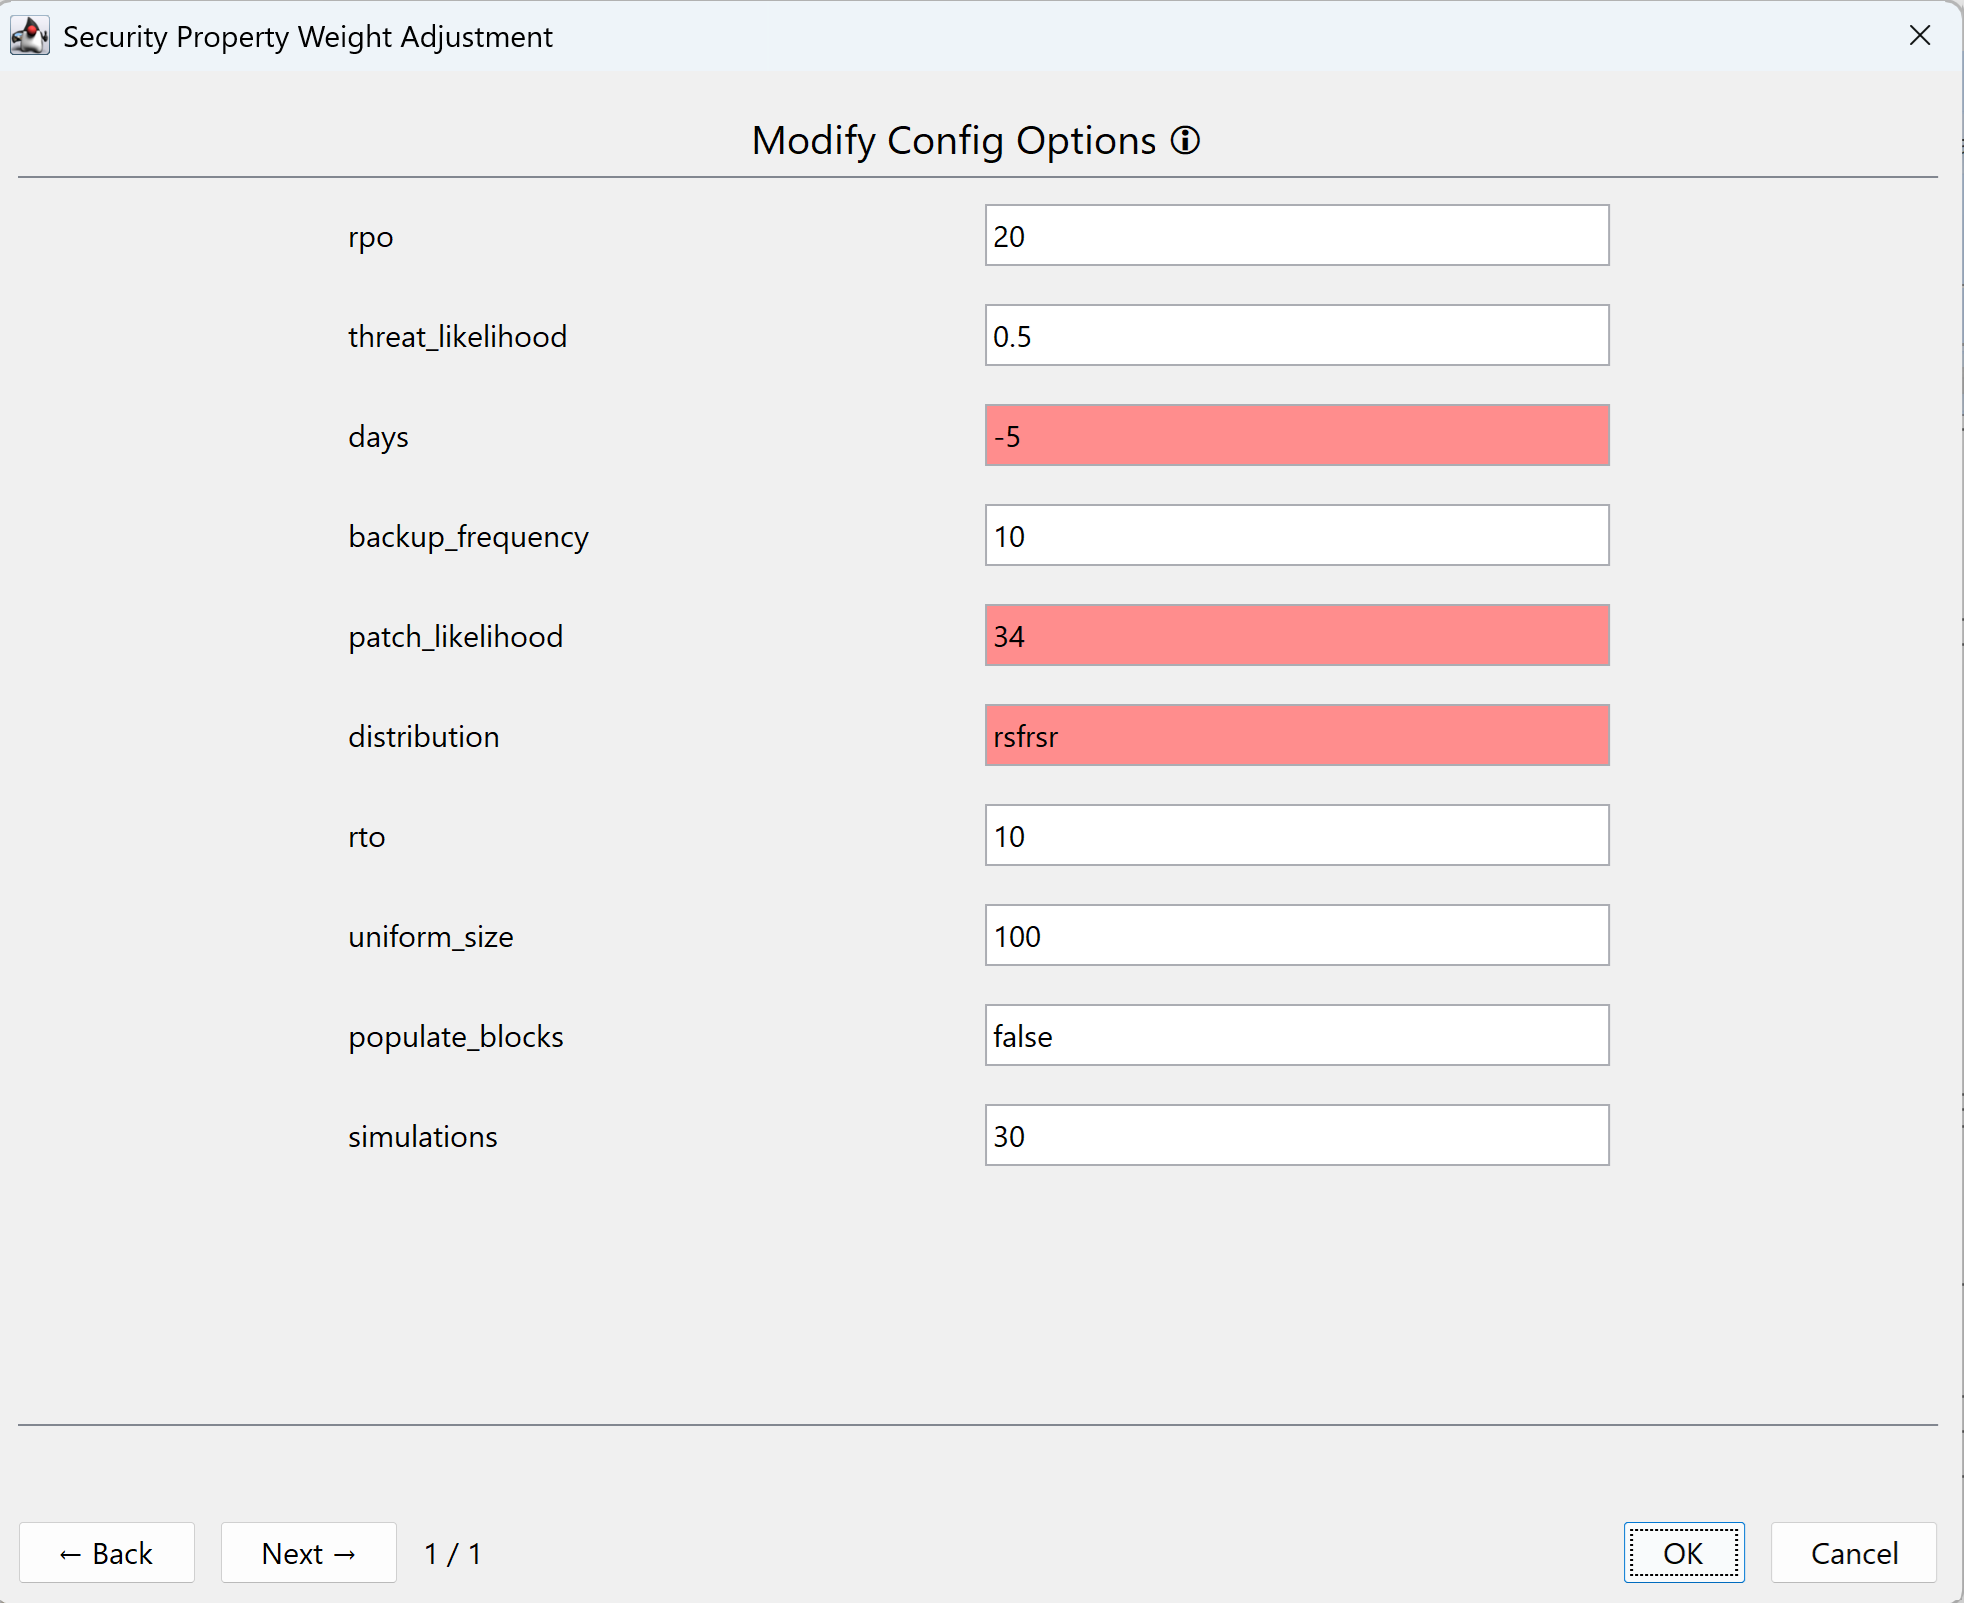 Security Property Weight Adjustment
Modify Config Options
rpo 20
threat_likelihood 0.5
days -5
backup_frequency 10
patch_likelihood 34
distribution rsfrsr
rto 10
uniform_size 100
populate_blocks false
simulations 30
← Back Next → 1 / 1 OK Cancel